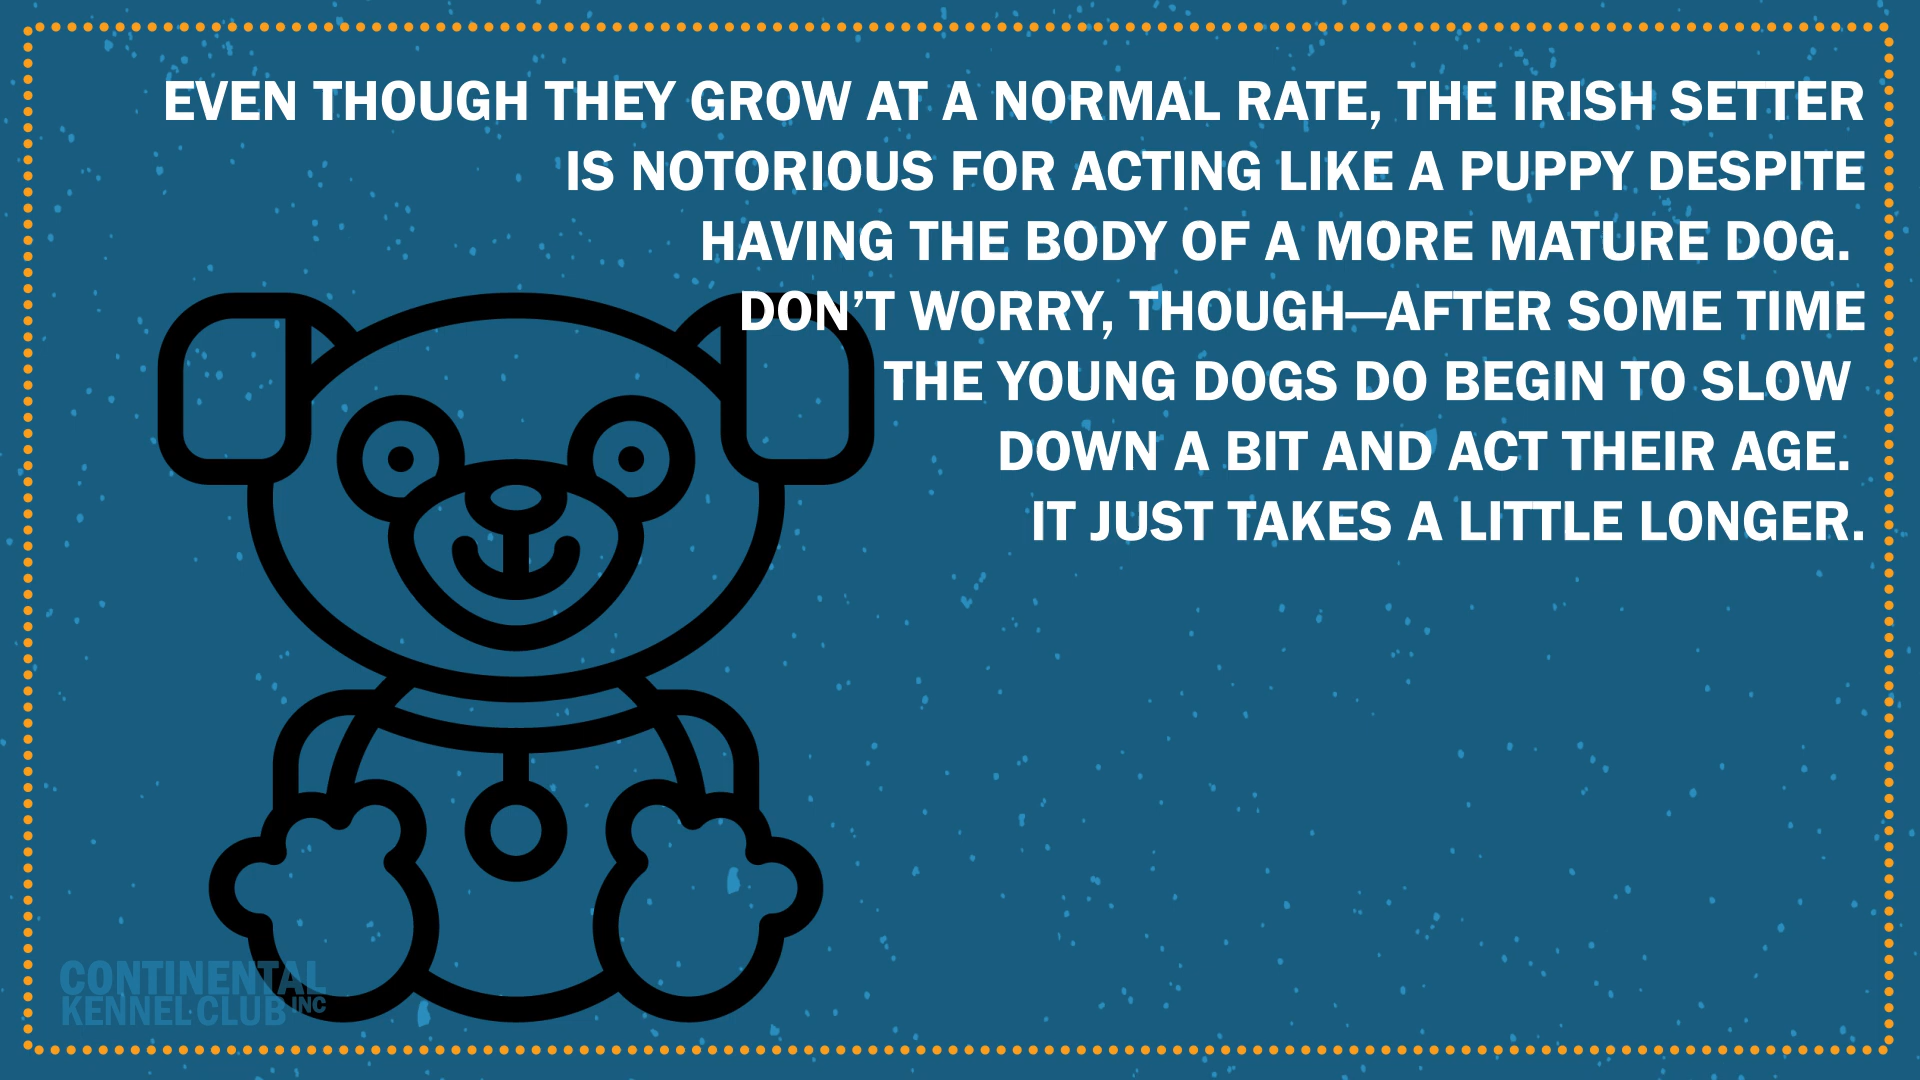 EVEN THOUGH THEY GROW AT A NORMAL RATE, THE IRISH SETTER
IS NOTORIOUS FOR ACTING LIKE A PUPPY DESPITE
HAVING THE BODY OF A MORE MATURE DOG.
DON’T WORRY, THOUGH—AFTER SOME TIME
THE YOUNG DOGS DO BEGIN TO SLOW
DOWN A BIT AND ACT THEIR AGE.
IT JUST TAKES A LITTLE LONGER.
CONTINENTAL
KENNEL CLUB INC